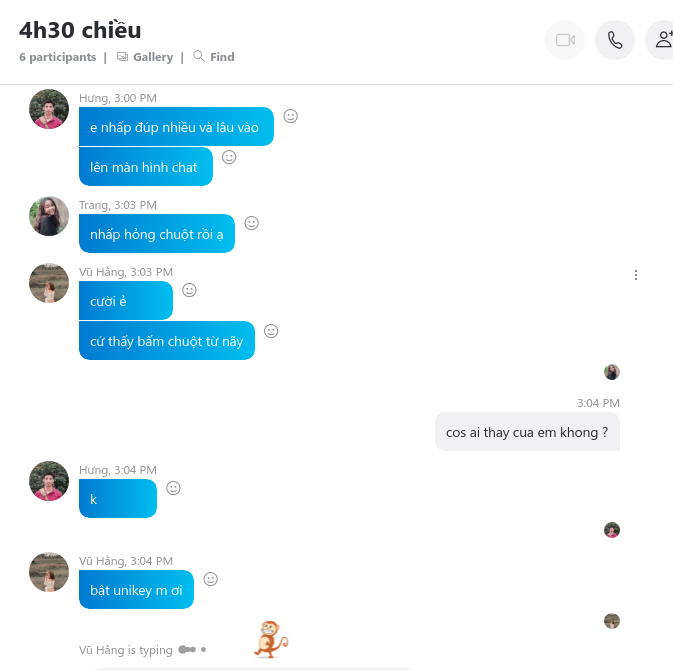 4h30 chiều
6 participants | Gallery | Find
Hưng, 3:00 PM
e nhấp đúp nhiều và lâu vào
lên màn hình chat
Trang, 3:03 PM
nhấp hỏng chuột rồi ạ
Vũ Hằng, 3:03 PM
cười ẻ
cứ thấy bấm chuột từ nãy
3:04 PM
cos ai thay cua em khong ?
Hưng, 3:04 PM
k
Vũ Hằng, 3:04 PM
bật unikey m ơi
Vũ Hằng is typing